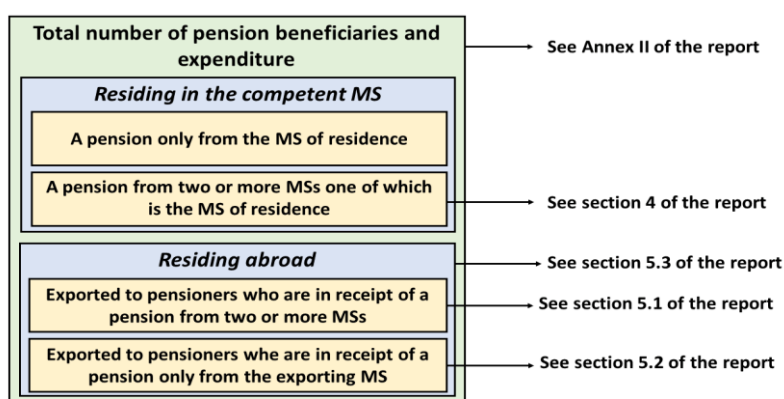 Total number of pension beneficiaries and
expenditure
See Annex II of the report
Residing in the competent MS
A pension only from the MS of residence
A pension from two or more MSs one of which
is the MS of residence
See section 4 of the report
Residing abroad
See section 5.3 of the report
Exported to pensioners who are in receipt of a
pension from two or more MSs
See section 5.1 of the report
Exported to pensioners whe are in receipt of a
pension only from the exporting MS
See section 5.2 of the report